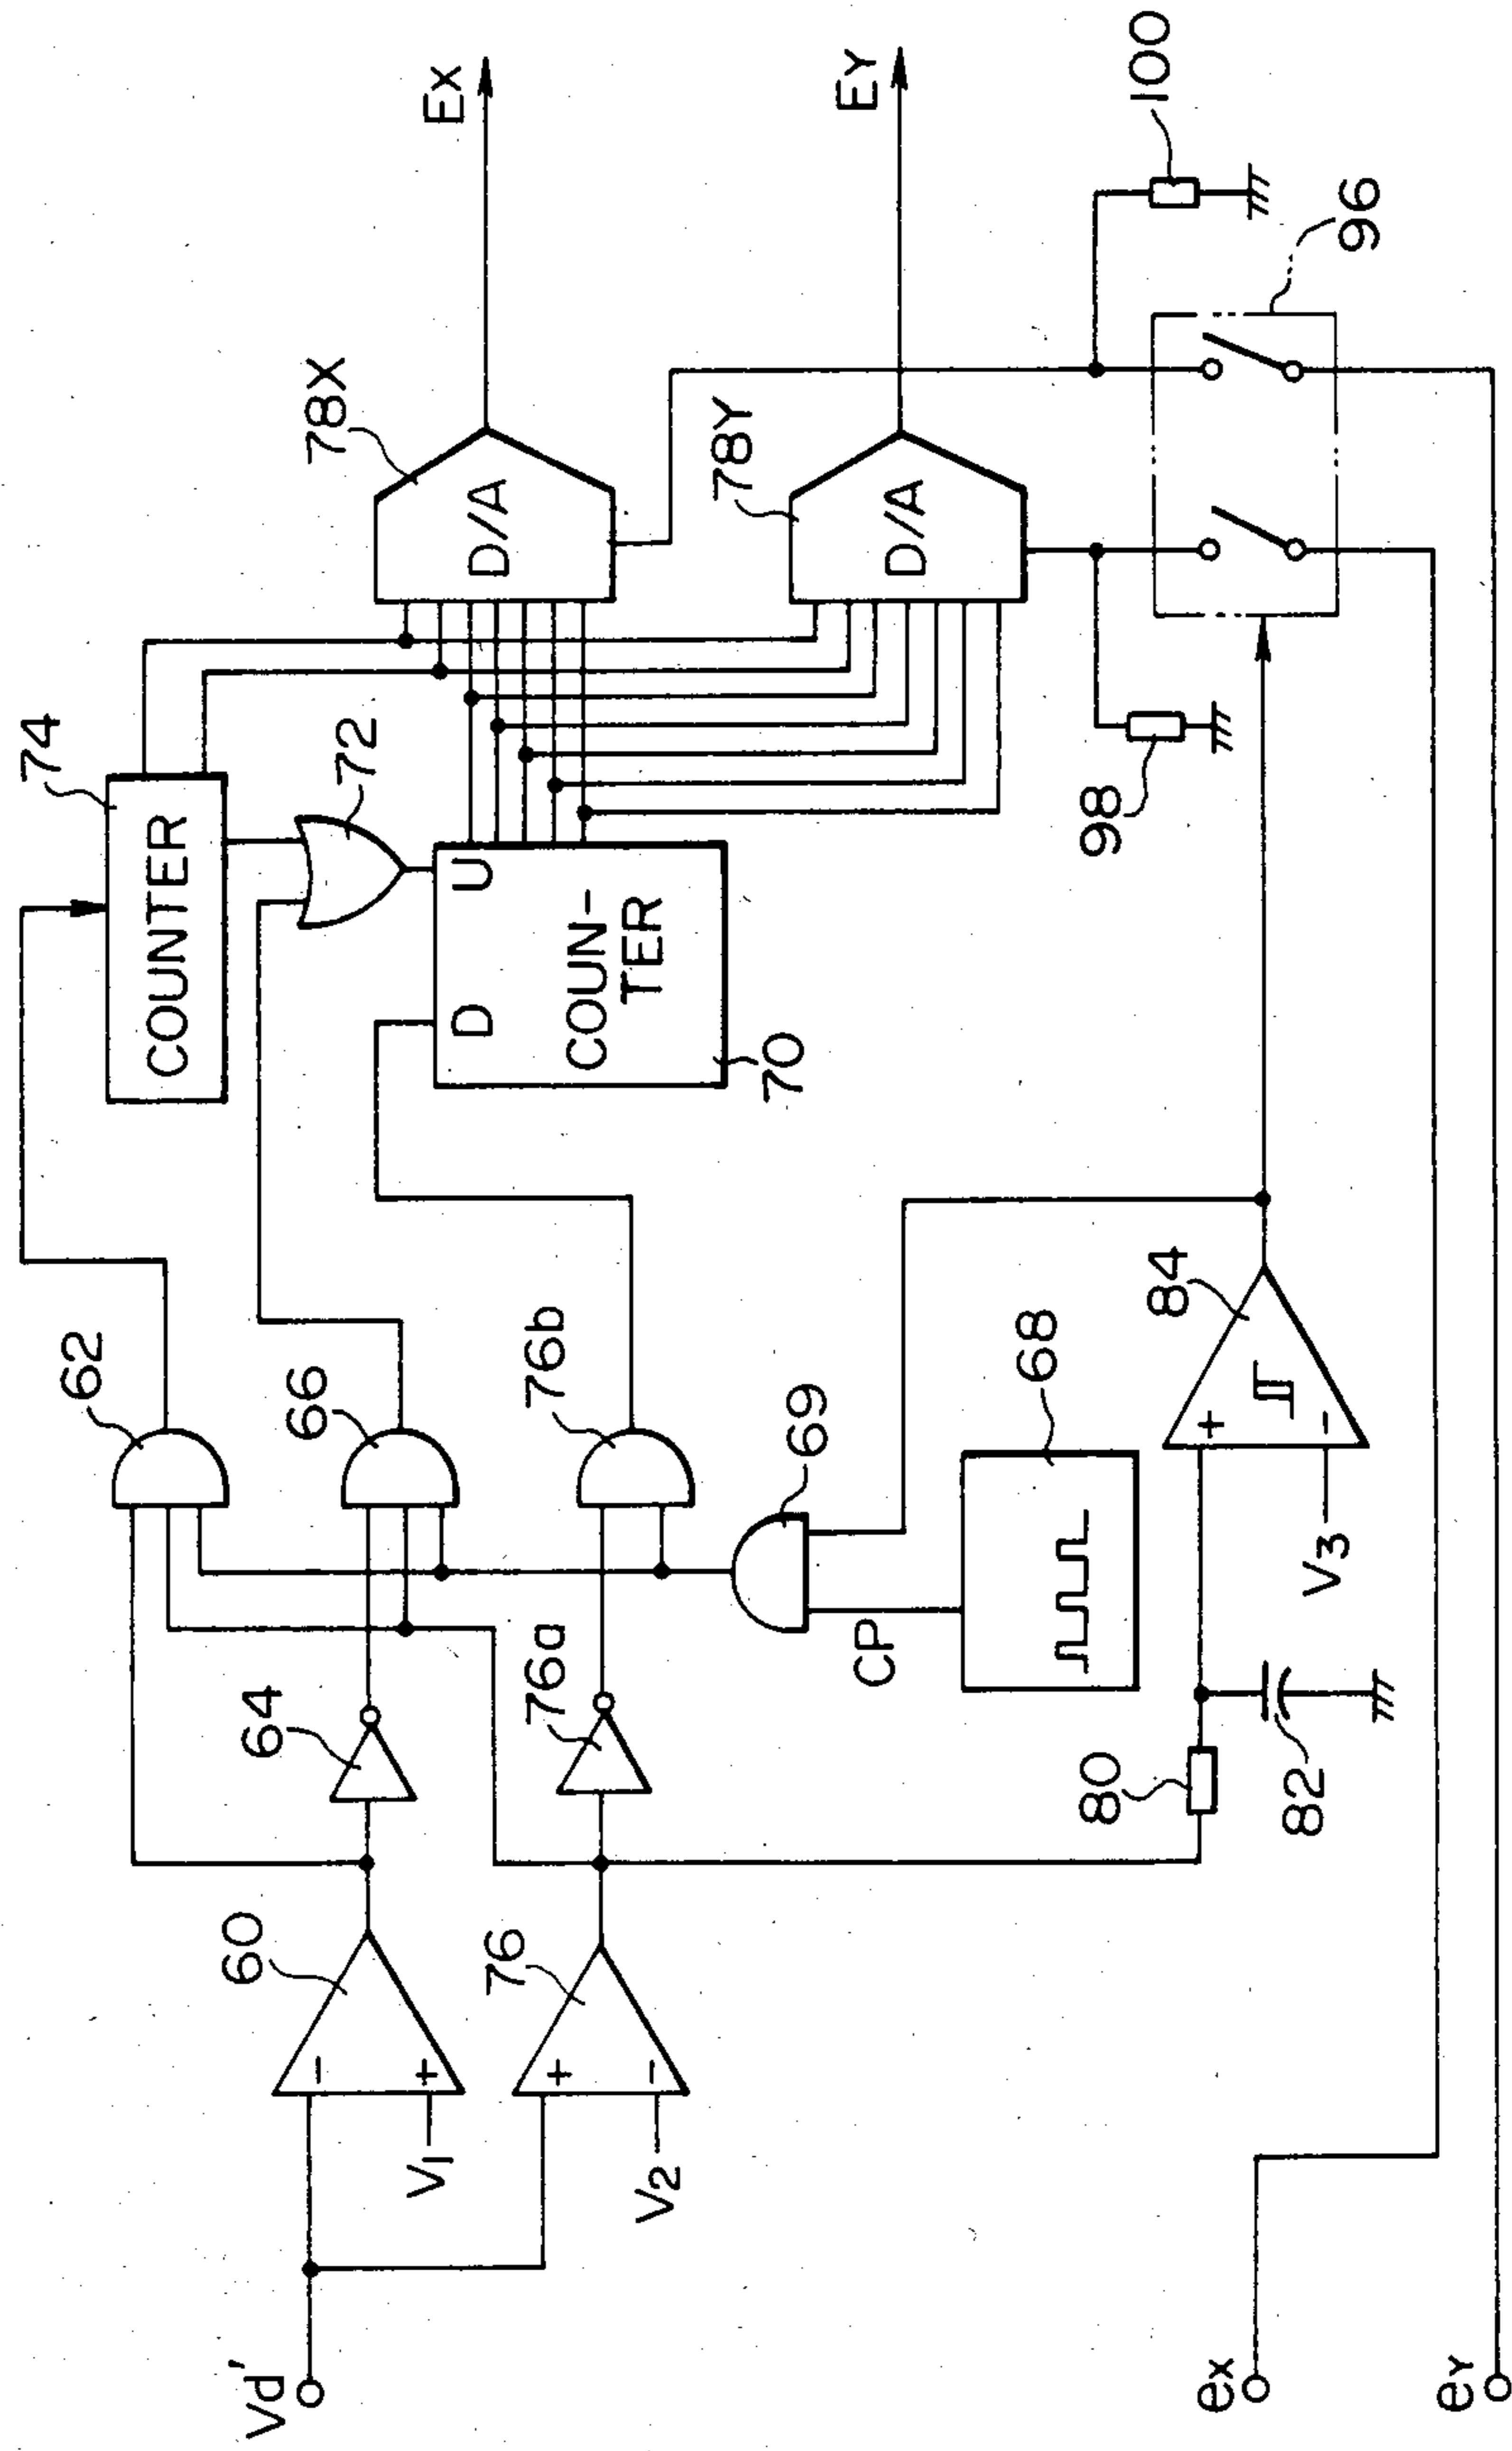 74
COUNTER
62
60
−
+
V1
64
66
72
78X
EX
D/A
D
U
COUN-
TER
70
Vd'
76
+
−
V2
76a
76b
78Y
EY
D/A
69
CP
68
80
82
84
+
−
V3
98
100
96
ex
eY